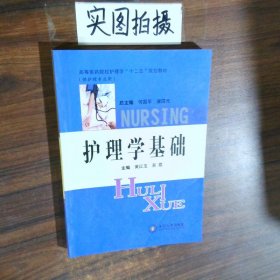 实图拍摄
高等医药院校护理学“十二五”规划教材
(供护理专业用)
总主编
NURSING
护理学基础
主编
HULI
XUE